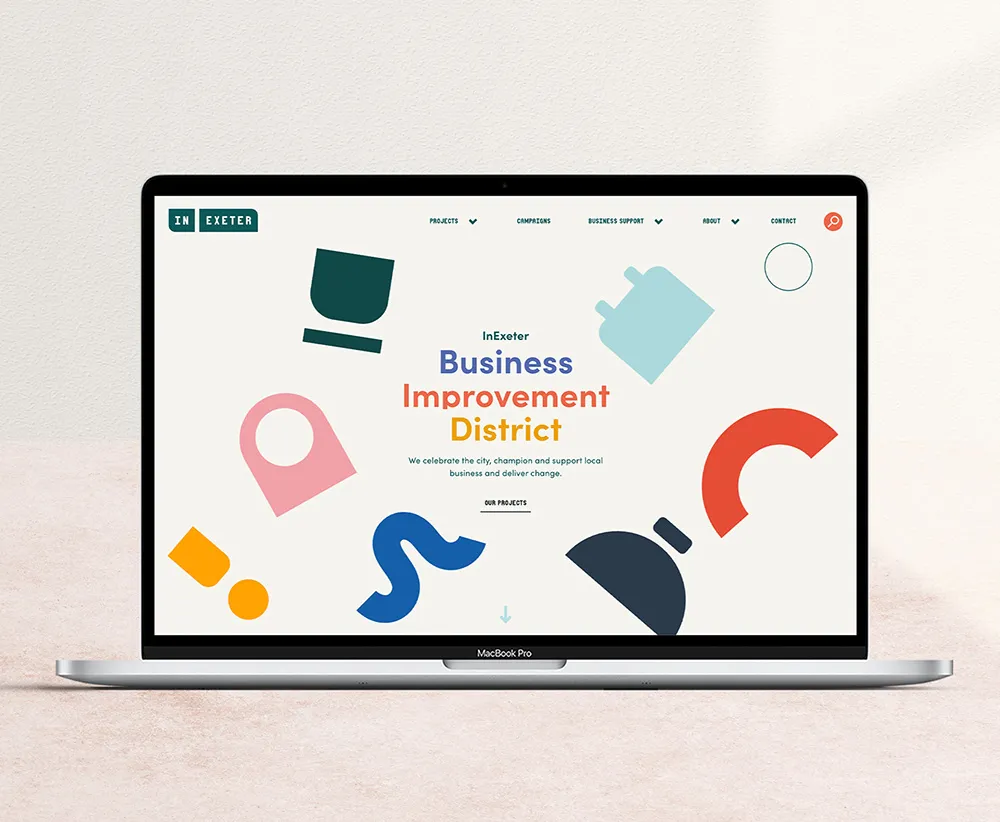 IN EXETER
PROJECTS CAMPAIGNS BUSINESS SUPPORT ABOUT CONTACT
InExeter
Business
Improvement
District
We celebrate the city, champion and support local
business and deliver change.
OUR PROJECTS
MacBook Pro